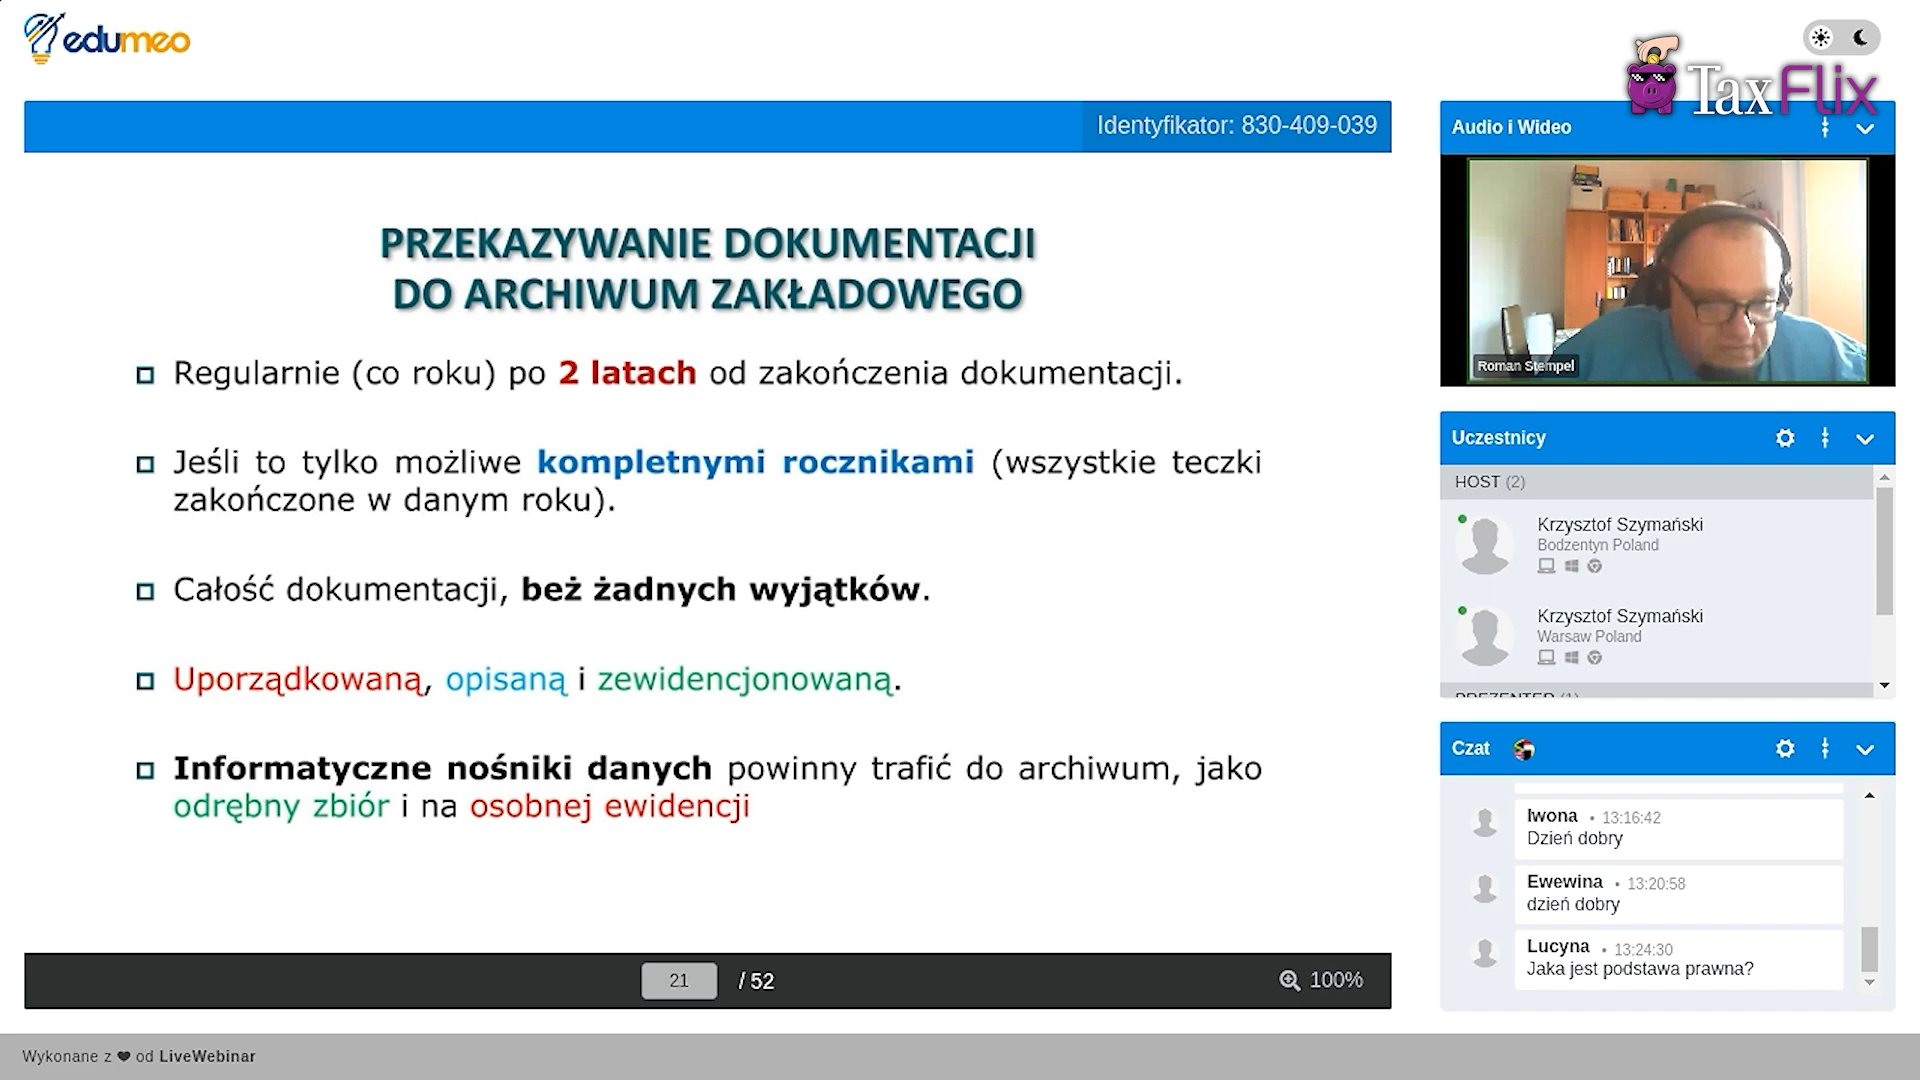 edumeo
TaxFlix
Identyfikator: 830-409-039
PRZEKAZYWANIE DOKUMENTACJI
DO ARCHIWUM ZAKŁADOWEGO
Regularnie (co roku) po 2 latach od zakończenia dokumentacji.
Jeśli to tylko możliwe kompletnymi rocznikami (wszystkie teczki
zakończone w danym roku).
Całość dokumentacji, beż żadnych wyjątków.
Uporządkowaną, opisaną i zewidencjonowaną.
Informatyczne nośniki danych powinny trafić do archiwum, jako
odrębny zbiór i na osobnej ewidencji
21 / 52
100%
Audio i Wideo
Roman Stempel
Uczestnicy
HOST (2)
Krzysztof Szymański
Bodzentyn Poland
Krzysztof Szymański
Warsaw Poland
PREZENTER (1)
Czat
Iwona • 13:16:42
Dzień dobry
Ewewina • 13:20:58
dzień dobry
Lucyna • 13:24:30
Jaka jest podstawa prawna?
Wykonane z ❤ od LiveWebinar